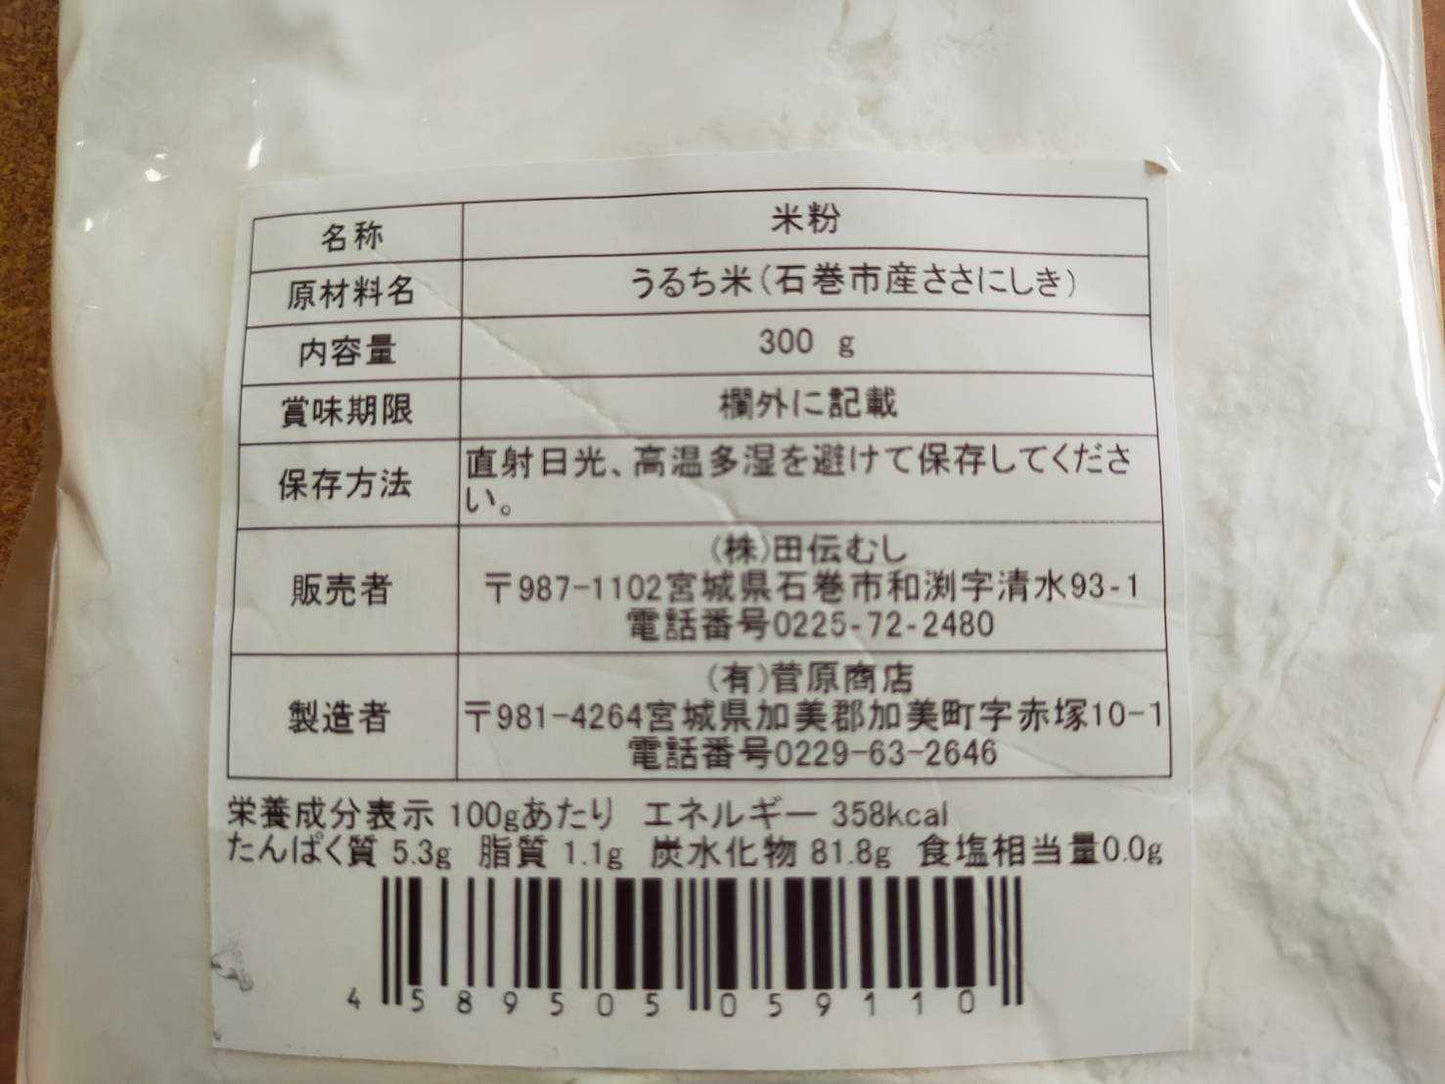 名称 米粉
原材料名 うるち米(石巻市産ささにしき)
内容量 300 g
賞味期限 欄外に記載
保存方法 直射日光、高温多湿を避けて保存してくださ
い。
販売者 (株)田伝むし
〒987-1102宮城県石巻市和渕字清水93-1
電話番号0225-72-2480
製造者 (有)菅原商店
〒981-4264宮城県加美郡加美町字赤塚10-1
電話番号0229-63-2646
栄養成分表示 100gあたり エネルギー 358kcal
たんぱく質 5.3g 脂質 1.1g 炭水化物 81.8g 食塩相当量0.0g
4 589505 059110